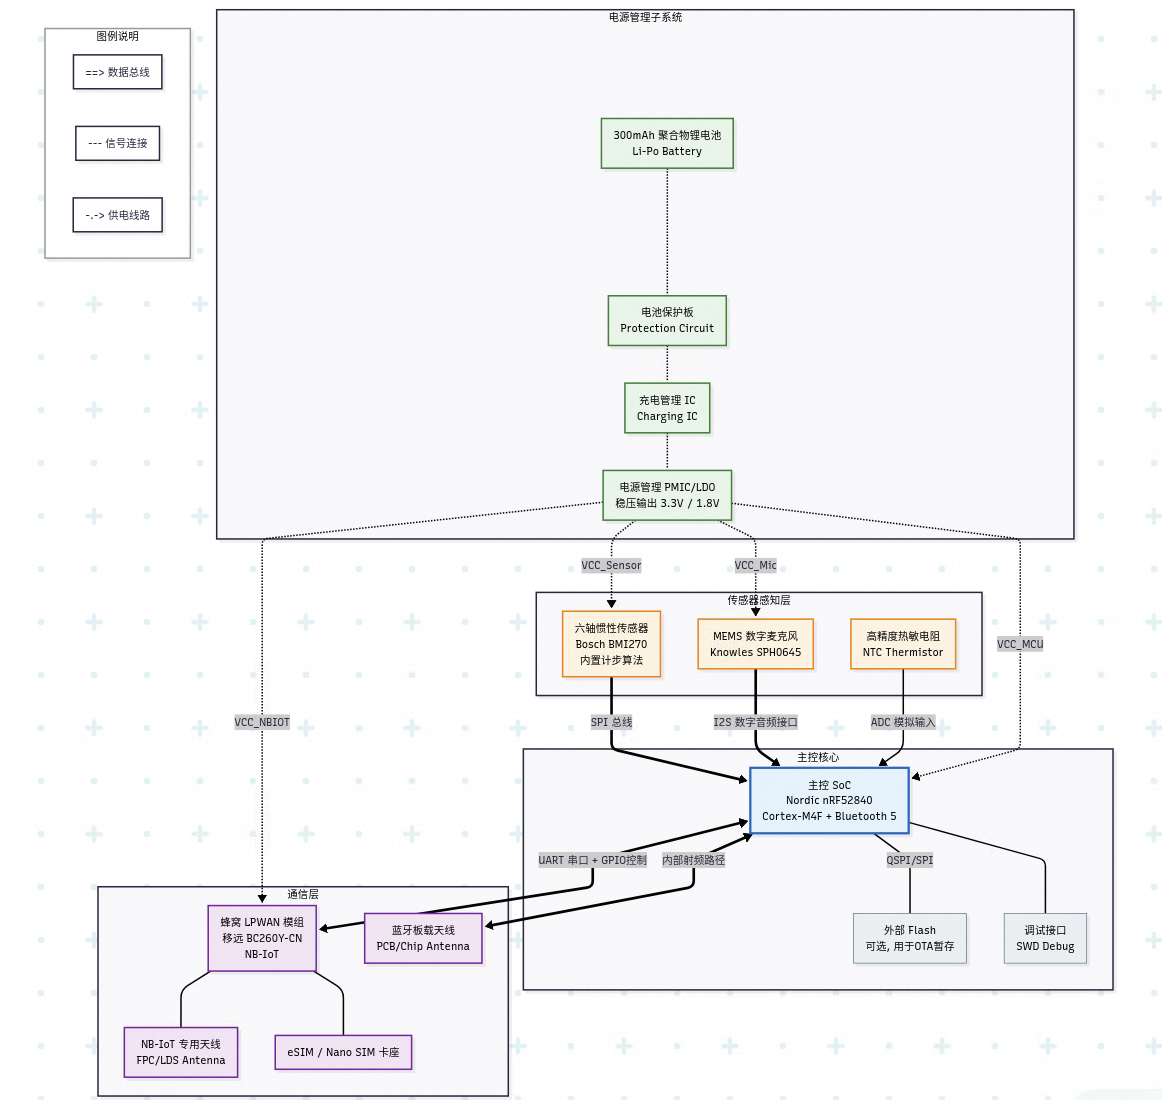 图例说明
==> 数据总线
--- 信号连接
-.-> 供电线路
电源管理子系统
300mAh 聚合物锂电池
Li-Po Battery
电池保护板
Protection Circuit
充电管理 IC
Charging IC
电源管理 PMIC/LDO
稳压输出 3.3V / 1.8V
VCC_Sensor
VCC_Mic
VCC_MCU
VCC_NBIOT
传感器感知层
六轴惯性传感器
Bosch BMI270
内置计步算法
MEMS 数字麦克风
Knowles SPH0645
高精度热敏电阻
NTC Thermistor
SPI 总线
I2S 数字音频接口
ADC 模拟输入
主控核心
主控 SoC
Nordic nRF52840
Cortex-M4F + Bluetooth 5
UART 串口 + GPIO控制
内部射频路径
QSPI/SPI
外部 Flash
可选, 用于OTA暂存
调试接口
SWD Debug
通信层
蜂窝 LPWAN 模组
移远 BC260Y-CN
NB-IoT
蓝牙板载天线
PCB/Chip Antenna
NB-IoT 专用天线
FPC/LDS Antenna
eSIM / Nano SIM 卡座